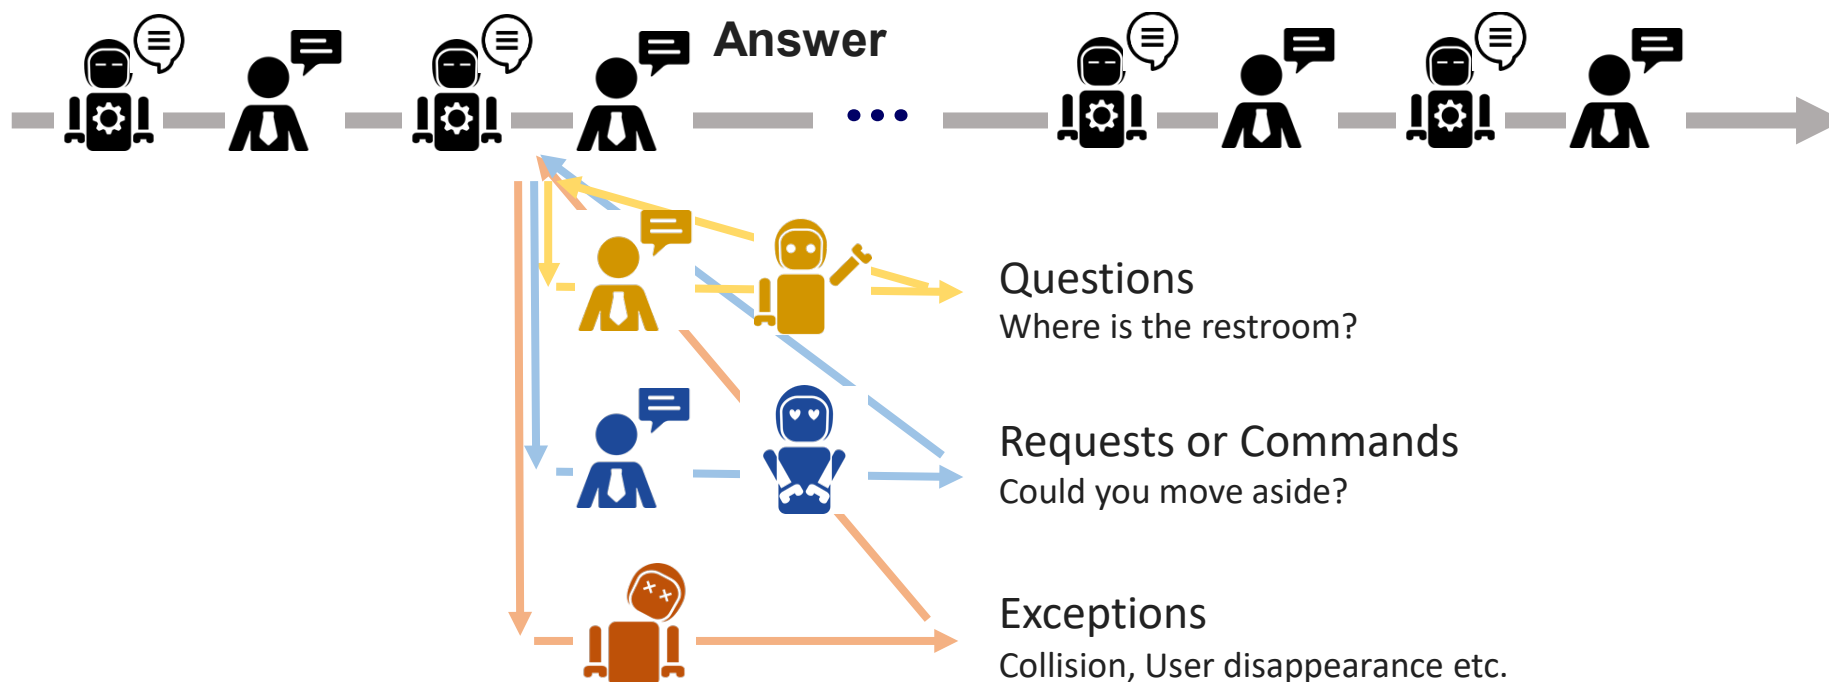 Answer
...
Questions
Where is the restroom?
Requests or Commands
Could you move aside?
Exceptions
Collision, User disappearance etc.